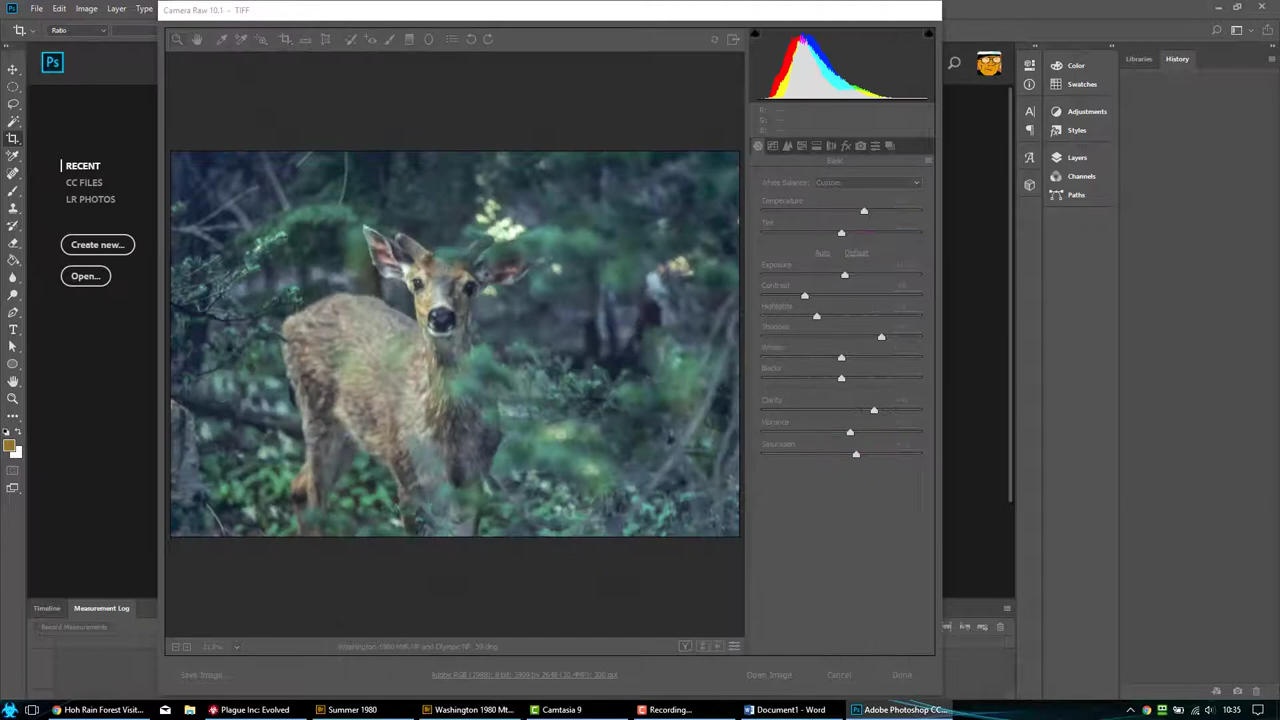 Ps File Edit Image Layer Type
Camera Raw 10.1 - TIFF
Ratio
Ps
RECENT
CC FILES
LR PHOTOS
Create new...
Open...
R: ---
G: ---
B: ---
Basic
White Balance: Custom
Temperature
Tint
Auto Default
Exposure
Contrast
Highlights
Shadows
Whites
Blacks
Clarity
Vibrance
Saturation
Libraries History
Color
Swatches
Adjustments
Styles
Layers
Channels
Paths
Timeline Measurement Log
Record Measurements
Save Image...
Open Image Cancel Done
Hoh Rain Forest Visit...
Plague Inc: Evolved
Summer 1980
Washington 1980 Mt...
Camtasia 9
Recording...
Document1 - Word
Adobe Photoshop CC...
10:35